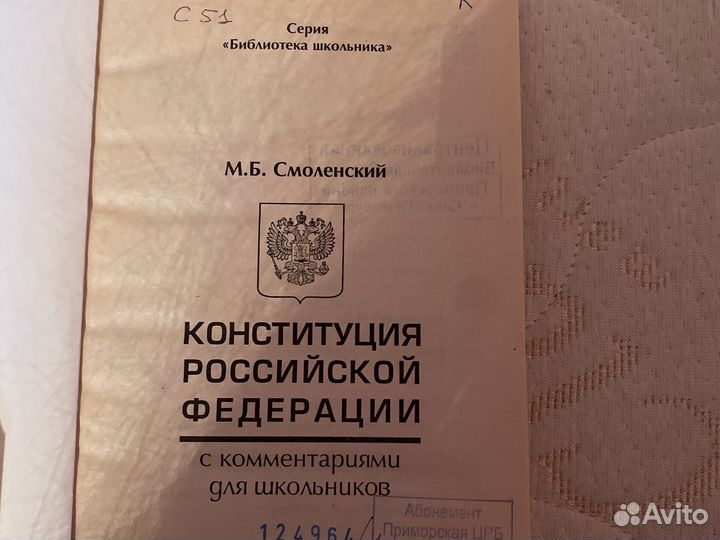 С 51
Серия
«Библиотека школьника»
М.Б. Смоленский
КОНСТИТУЦИЯ
РОССИЙСКОЙ
ФЕДЕРАЦИИ
с комментариями
для школьников
124964
Абонемент
Приморская ЦРБ
Avito